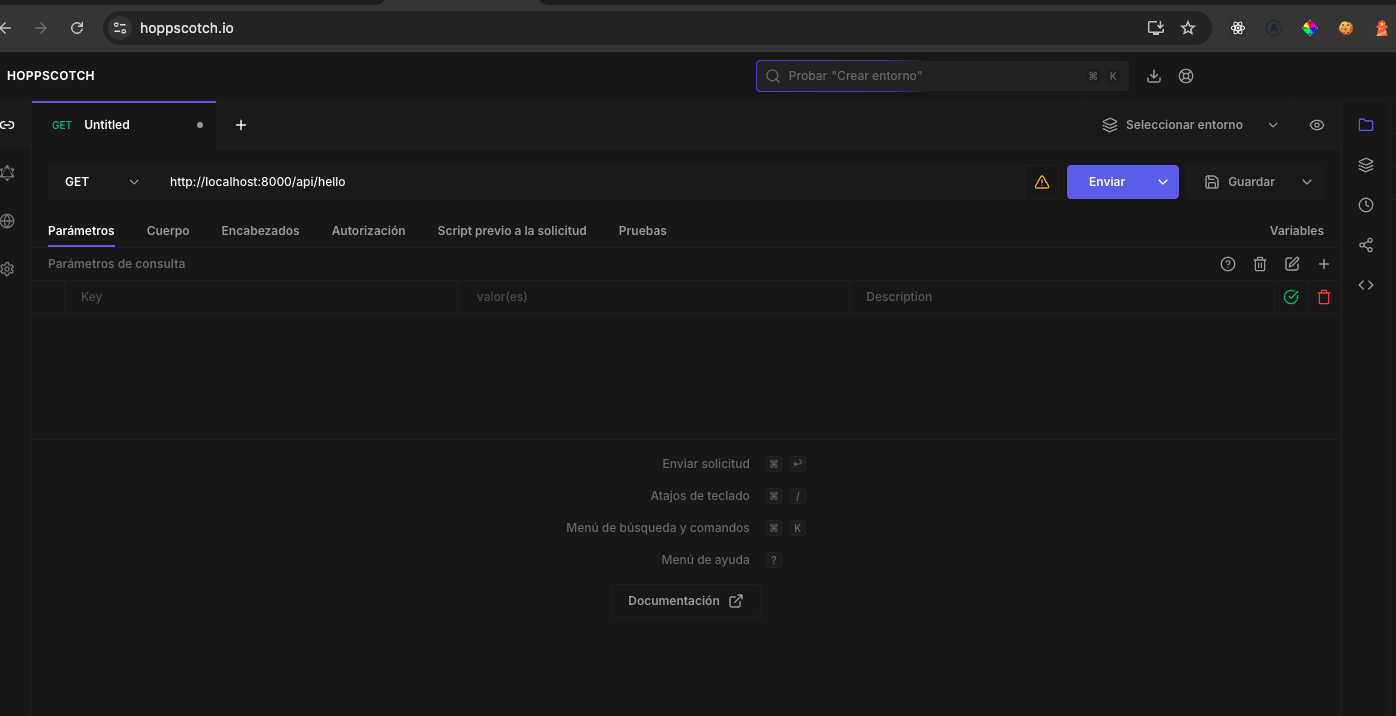 hoppscotch.io
HOPPSCOTCH
Probar "Crear entorno" ⌘ K
GET Untitled
Seleccionar entorno
GET http://localhost:8000/api/hello Enviar Guardar
Parámetros Cuerpo Encabezados Autorización Script previo a la solicitud Pruebas Variables
Parámetros de consulta
Key valor(es) Description
Enviar solicitud ⌘ ↩
Atajos de teclado ⌘ /
Menú de búsqueda y comandos ⌘ K
Menú de ayuda ?
Documentación